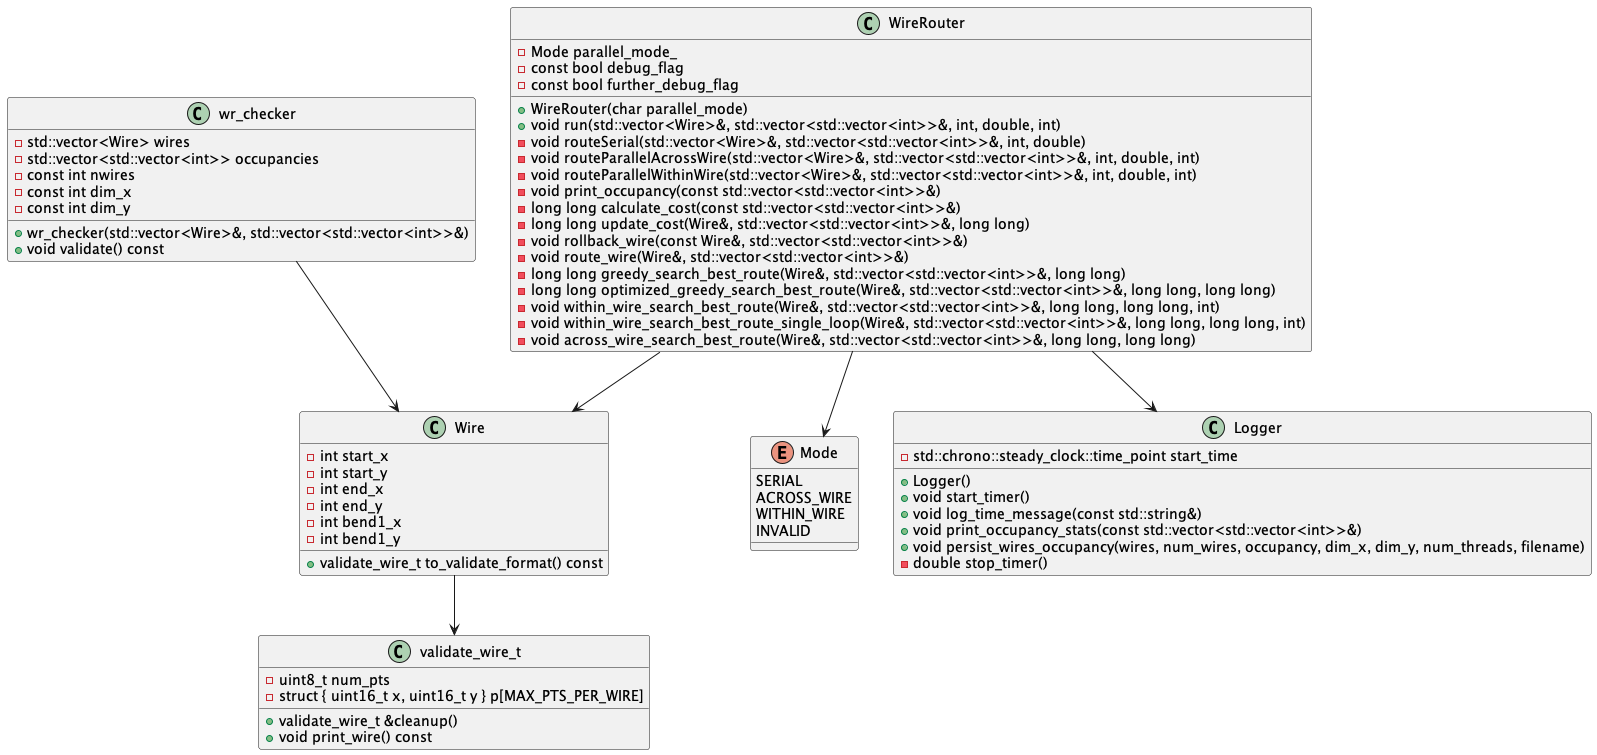 C WireRouter
Mode parallel_mode_
const bool debug_flag
const bool further_debug_flag
WireRouter(char parallel_mode)
void run(std::vector<Wire>&, std::vector<std::vector<int>>&, int, double, int)
void routeSerial(std::vector<Wire>&, std::vector<std::vector<int>>&, int, double)
void routeParallelAcrossWire(std::vector<Wire>&, std::vector<std::vector<int>>&, int, double, int)
void routeParallelWithinWire(std::vector<Wire>&, std::vector<std::vector<int>>&, int, double, int)
void print_occupancy(const std::vector<std::vector<int>>&)
long long calculate_cost(const std::vector<std::vector<int>>&)
long long update_cost(Wire&, std::vector<std::vector<int>>&, long long)
void rollback_wire(const Wire&, std::vector<std::vector<int>>&)
void route_wire(Wire&, std::vector<std::vector<int>>&)
long long greedy_search_best_route(Wire&, std::vector<std::vector<int>>&, long long)
long long optimized_greedy_search_best_route(Wire&, std::vector<std::vector<int>>&, long long, long long)
void within_wire_search_best_route(Wire&, std::vector<std::vector<int>>&, long long, long long, int)
void within_wire_search_best_route_single_loop(Wire&, std::vector<std::vector<int>>&, long long, long long, int)
void across_wire_search_best_route(Wire&, std::vector<std::vector<int>>&, long long, long long)
C wr_checker
std::vector<Wire> wires
std::vector<std::vector<int>> occupancies
const int nwires
const int dim_x
const int dim_y
wr_checker(std::vector<Wire>&, std::vector<std::vector<int>>&)
void validate() const
C Wire
int start_x
int start_y
int end_x
int end_y
int bend1_x
int bend1_y
validate_wire_t to_validate_format() const
E Mode
SERIAL
ACROSS_WIRE
WITHIN_WIRE
INVALID
C Logger
std::chrono::steady_clock::time_point start_time
Logger()
void start_timer()
void log_time_message(const std::string&)
void print_occupancy_stats(const std::vector<std::vector<int>>&)
void persist_wires_occupancy(wires, num_wires, occupancy, dim_x, dim_y, num_threads, filename)
double stop_timer()
C validate_wire_t
uint8_t num_pts
struct { uint16_t x, uint16_t y } p[MAX_PTS_PER_WIRE]
validate_wire_t &cleanup()
void print_wire() const